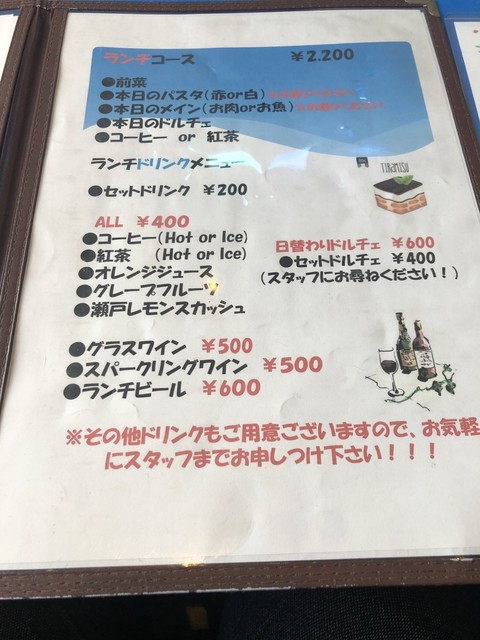 ランチコース ￥2.200
●前菜
●本日のパスタ(赤or白)
●本日のメイン(お肉orお魚)
●本日のドルチェ
●コーヒー or 紅茶
ランチドリンクメニュー
●セットドリンク ￥200
ALL ￥400
●コーヒー(Hot or Ice)
●紅茶 (Hot or Ice)
●オレンジジュース
●グレープフルーツ
●瀬戸レモンスカッシュ
日替わりドルチェ ￥600
●セットドルチェ ￥400
(スタッフにお尋ねください！)
●グラスワイン ￥500
●スパークリングワイン ￥500
●ランチビール ￥600
※その他ドリンクもご用意ございますので、お気軽
にスタッフまでお申しつけ下さい！！！